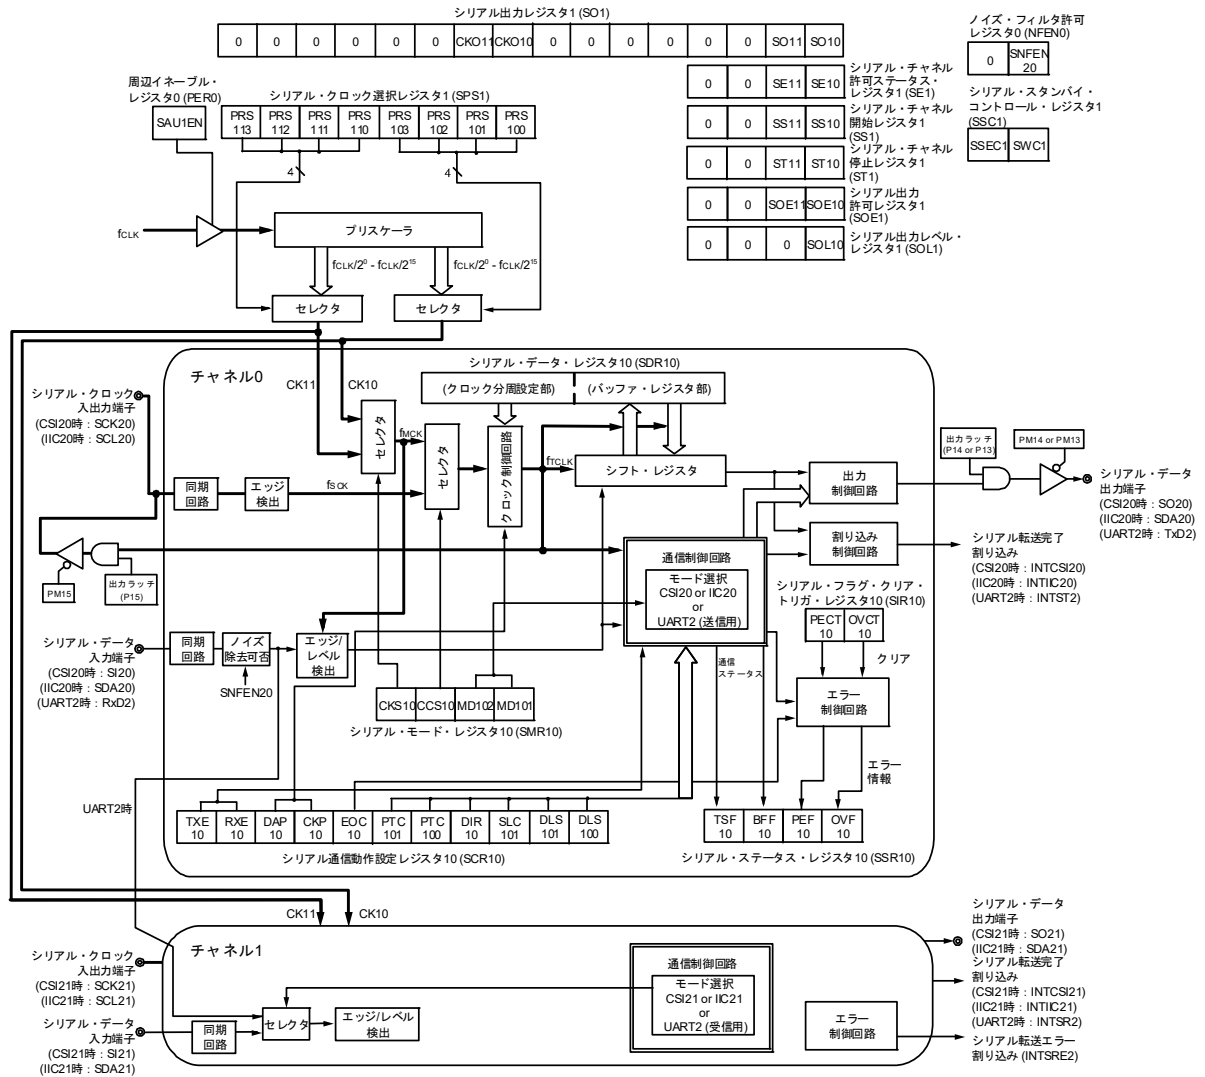 シリアル出力レジスタ1 (SO1)
0 0 0 0 0 0 CKO11 CKO10 0 0 0 0 0 0 SO11 SO10
ノイズ・フィルタ許可
レジスタ0 (NFEN0)
0 SNFEN
20
周辺イネーブル・
レジスタ0 (PER0)
SAU1EN
シリアル・クロック選択レジスタ1 (SPS1)
PRS PRS PRS PRS PRS PRS PRS PRS
113 112 111 110 103 102 101 100
4
4
0 0 SE11 SE10
シリアル・チャネル
許可ステータス・
レジスタ1 (SE1)
0 0 SS11 SS10
シリアル・チャネル
開始レジスタ1
(SS1)
0 0 ST11 ST10
シリアル・チャネル
停止レジスタ1
(ST1)
0 0 SOE11 SOE10
シリアル出力
許可レジスタ1
(SOE1)
0 0 0 SOL10
シリアル出力レベル・
レジスタ1 (SOL1)
シリアル・スタンバイ・
コントロール・レジスタ1
(SSC1)
SSEC1 SWC1
fCLK
プリスケーラ
fCLK/2⁰ - fCLK/2¹⁵
fCLK/2⁰ - fCLK/2¹⁵
セレクタ
セレクタ
チャネル0
CK11
CK10
シリアル・データ・レジスタ10 (SDR10)
(クロック分周設定部)
(バッファ・レジスタ部)
シリアル・クロック
入出力端子
(CSI20時：SCK20)
(IIC20時：SCL20)
セレクタ
fMCK
セレクタ
クロック制御回路
fTCLK
シフト・レジスタ
同期
回路
エッジ
検出
fSCK
出力
制御回路
出力ラッチ
(P14 or P13)
PM14 or PM13
シリアル・データ
出力端子
(CSI20時：SO20)
(IIC20時：SDA20)
(UART2時：TxD2)
割り込み
制御回路
シリアル転送完了
割り込み
(CSI20時：INTCSI20)
(IIC20時：INTIIC20)
(UART2時：INTST2)
PM15
出力ラッチ
(P15)
通信制御回路
モード選択
CSI20 or IIC20
or
UART2 (送信用)
シリアル・フラグ・クリア・
トリガ・レジスタ10 (SIR10)
PECT OVCT
10 10
クリア
シリアル・データ
入力端子
(CSI20時：SI20)
(IIC20時：SDA20)
(UART2時：RxD2)
同期
回路
ノイズ
除去可否
SNFEN20
エッジ/
レベル
検出
通信
ステータス
エラー
制御回路
CKS10 CCS10 MD102 MD101
シリアル・モード・レジスタ10 (SMR10)
エラー
情報
UART2時
TXE RXE DAP CKP EOC PTC PTC DIR SLC DLS DLS
10 10 10 10 10 101 100 10 101 101 100
シリアル通信動作設定レジスタ10 (SCR10)
TSF BFF PEF OVF
10 10 10 10
シリアル・ステータス・レジスタ10 (SSR10)
CK11
CK10
チャネル1
シリアル・クロック
入出力端子
(CSI21時：SCK21)
(IIC21時：SCL21)
シリアル・データ
入力端子
(CSI21時：SI21)
(IIC21時：SDA21)
同期
回路
セレクタ
エッジ/レベル
検出
通信制御回路
モード選択
CSI21 or IIC21
or
UART2 (受信用)
エラー
制御回路
シリアル・データ
出力端子
(CSI21時：SO21)
(IIC21時：SDA21)
シリアル転送完了
割り込み
(CSI21時：INTCSI21)
(IIC21時：INTIIC21)
(UART2時：INTSR2)
シリアル転送エラー
割り込み (INTSRE2)